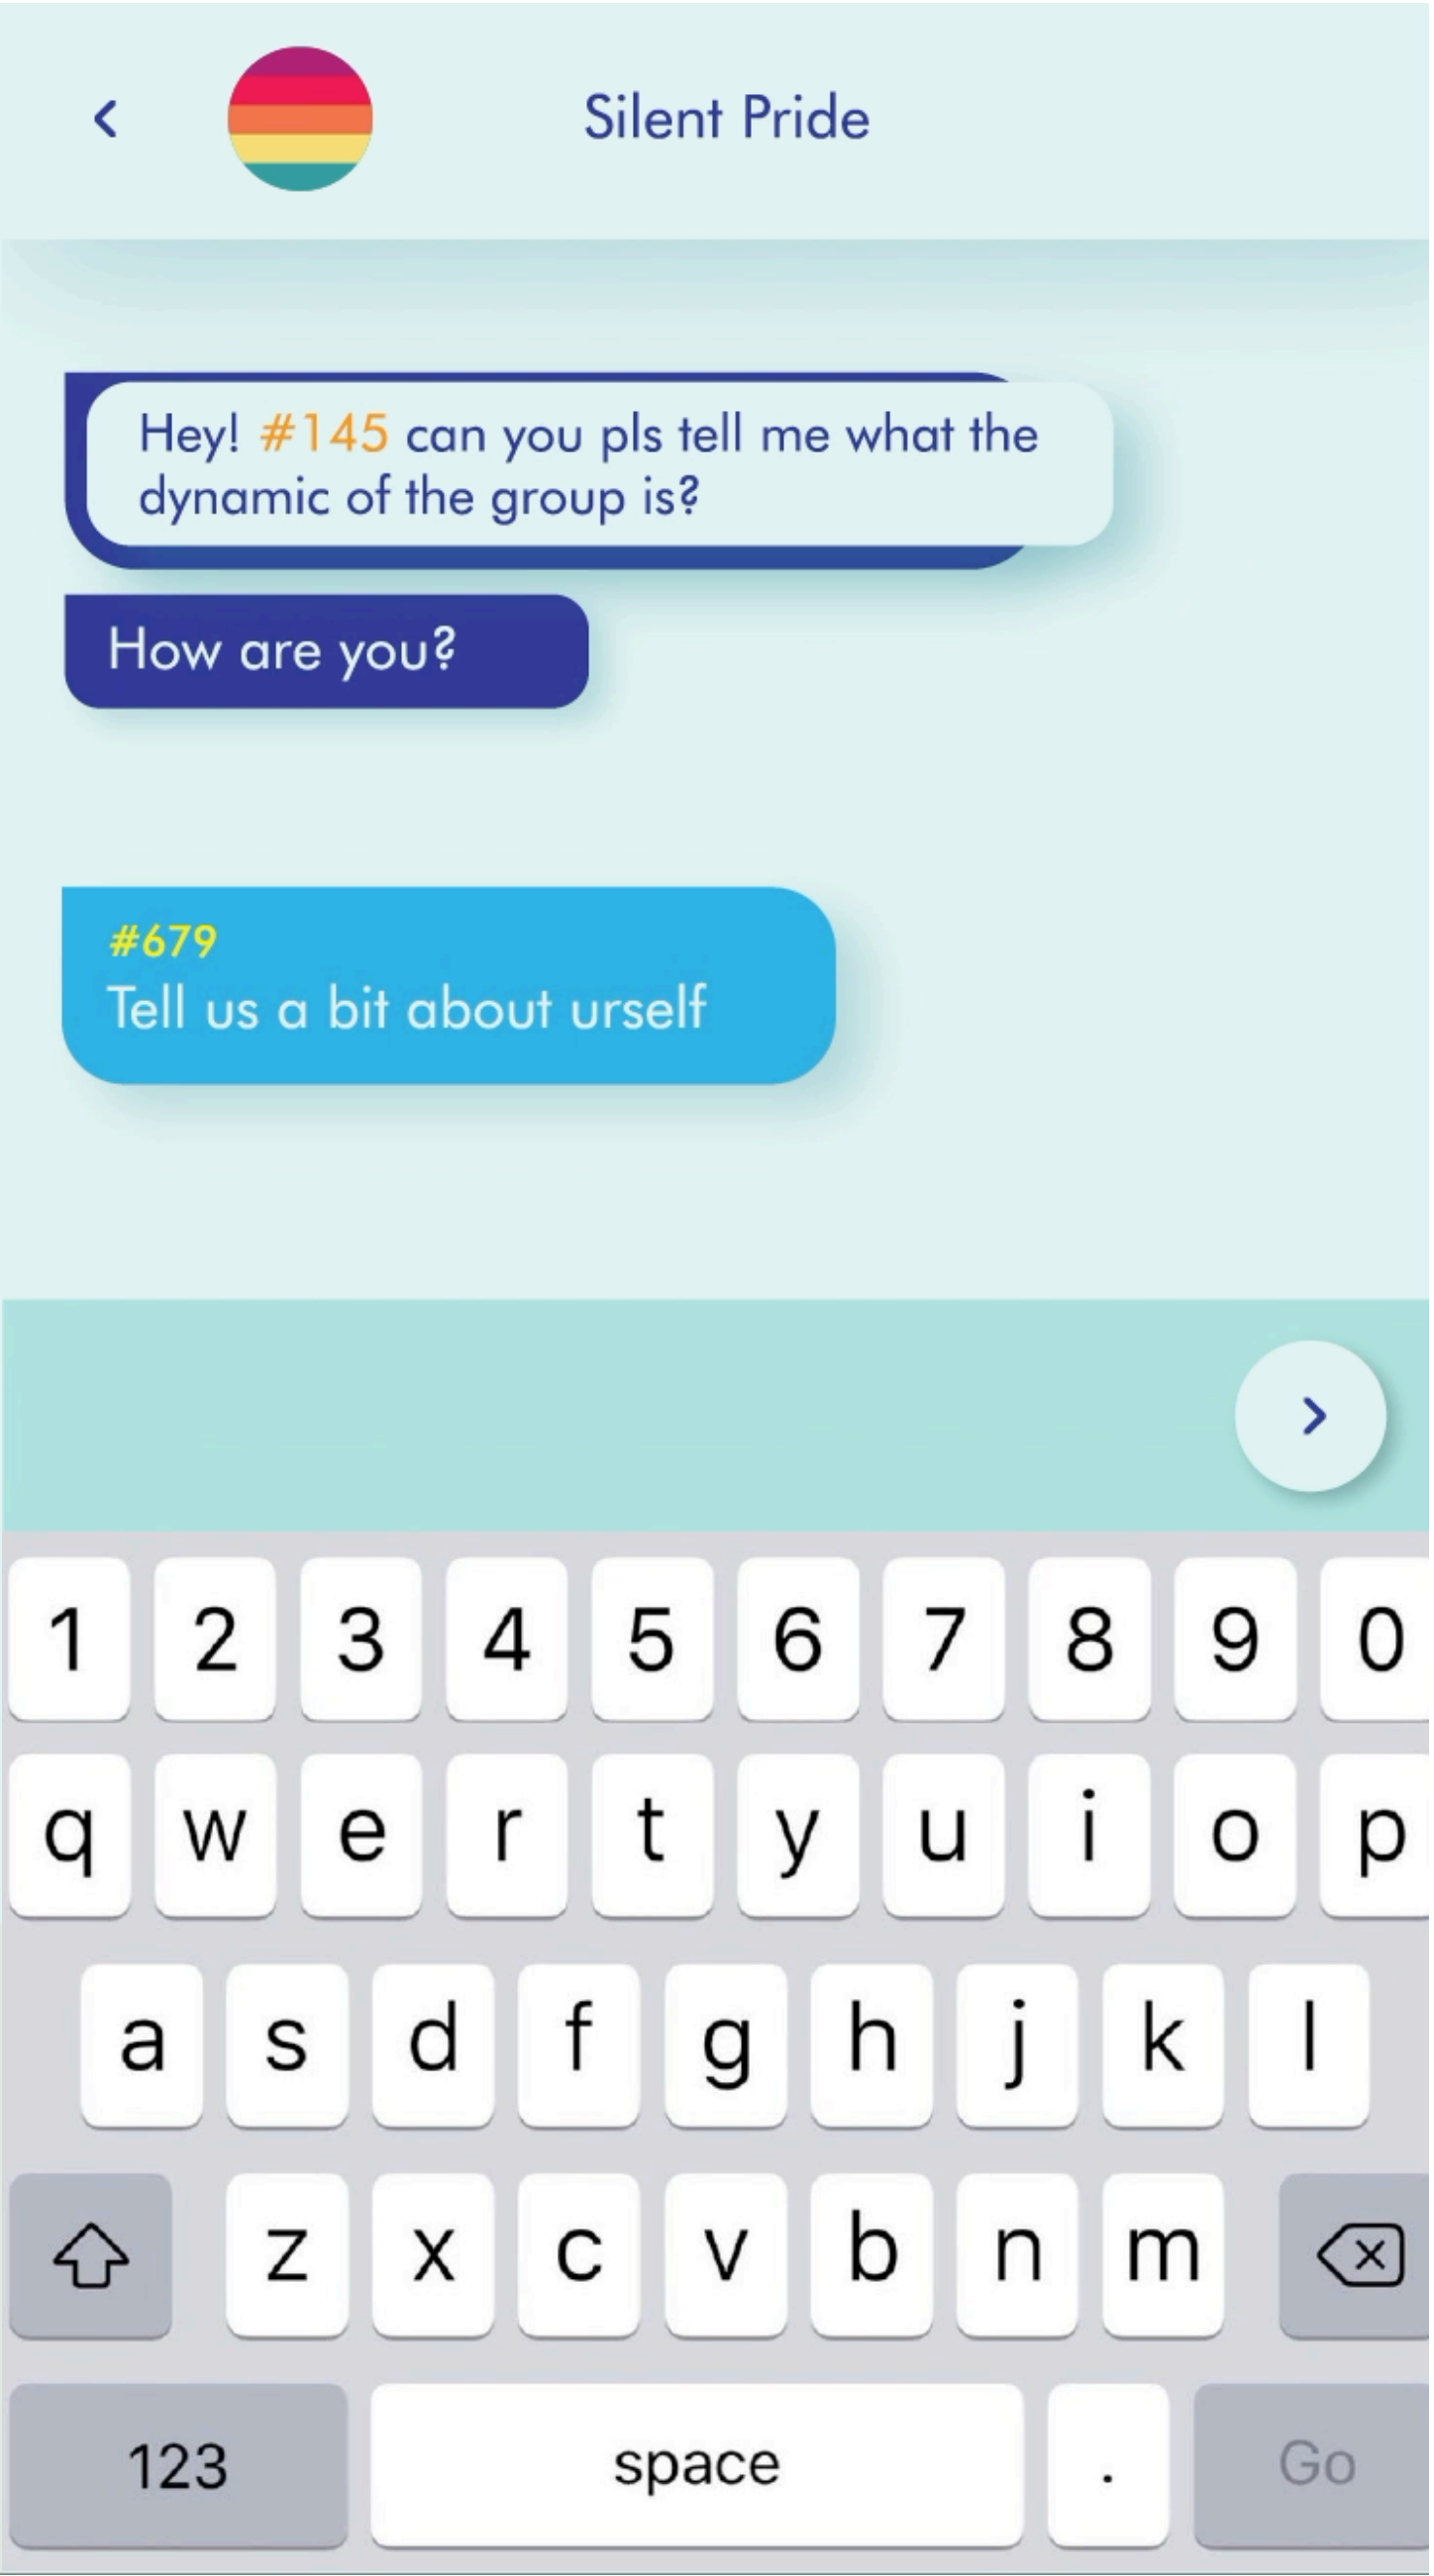 Silent Pride
Hey! #145 can you pls tell me what the
dynamic of the group is?
How are you?
#679
Tell us a bit about urself
1 2 3 4 5 6 7 8 9 0
q w e r t y u i o p
a s d f g h j k l
z x c v b n m
123 space . Go